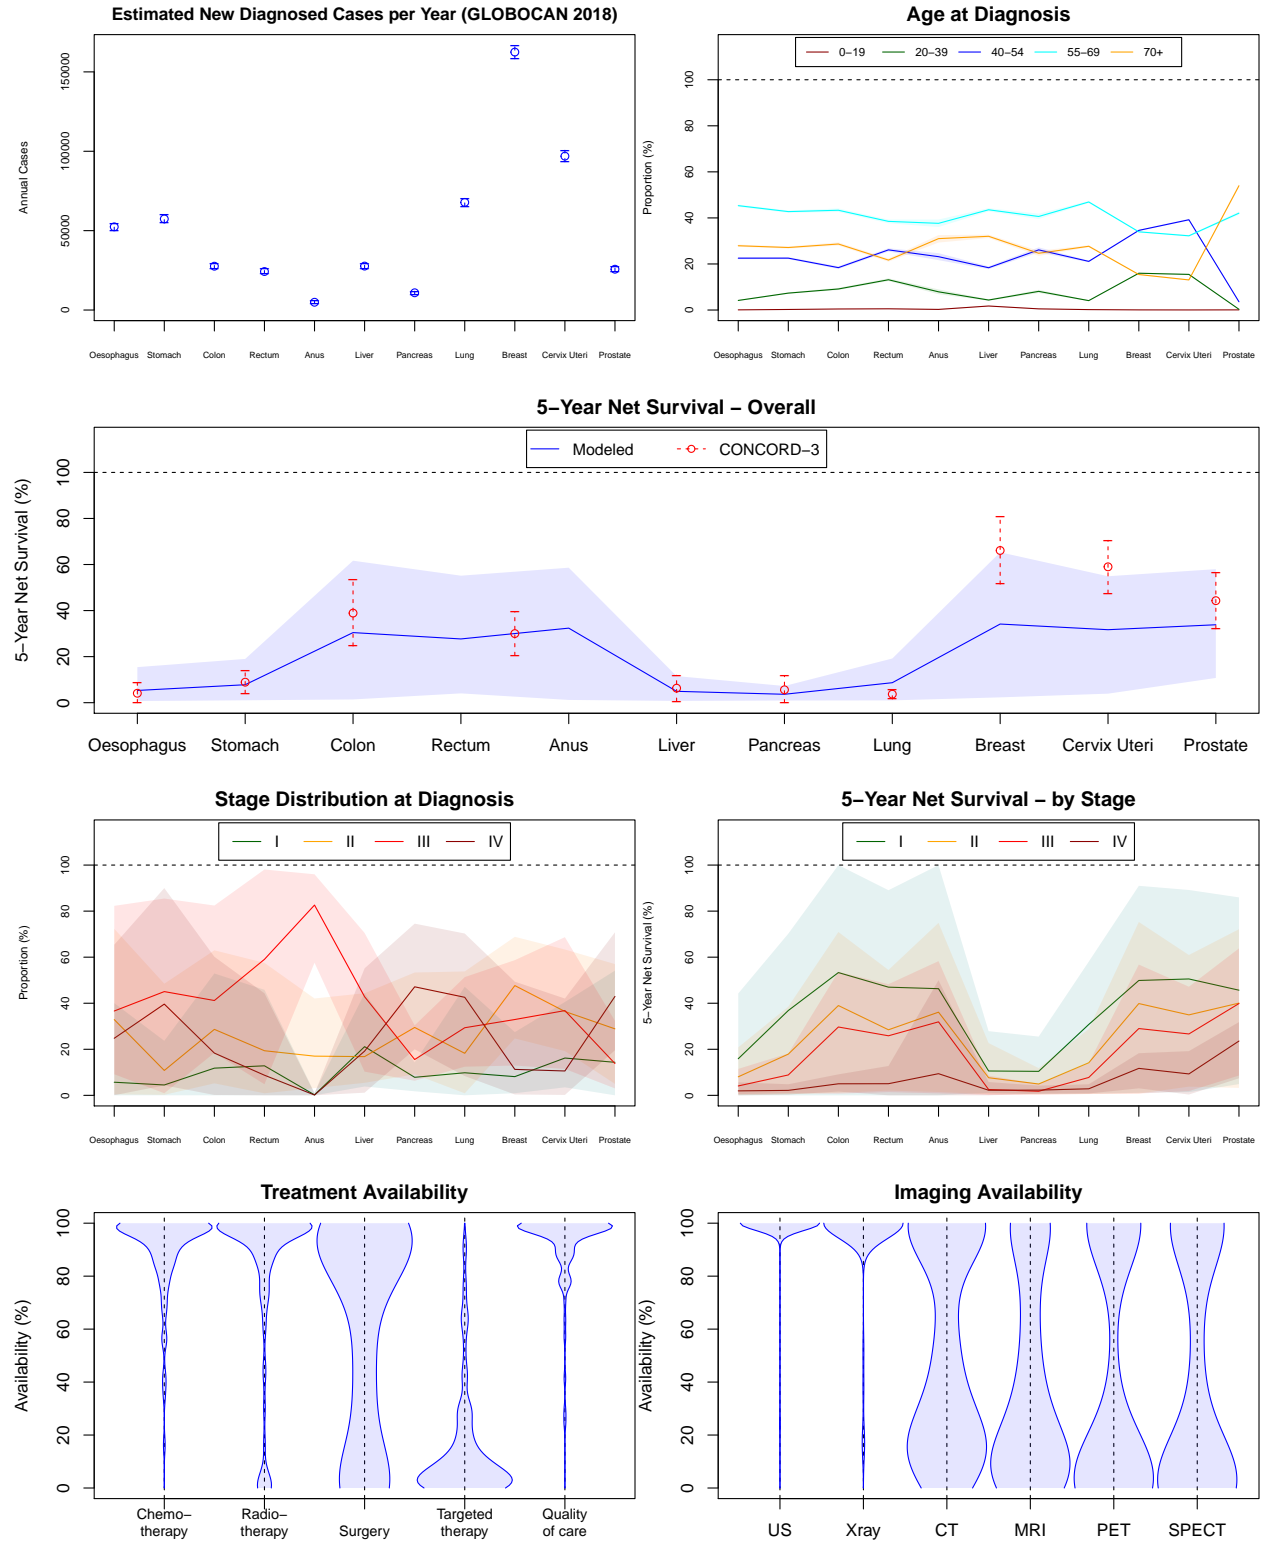 Estimated New Diagnosed Cases per Year (GLOBOCAN 2018)
Annual Cases
0
50000
100000
150000
Oesophagus Stomach Colon Rectum Anus Liver Pancreas Lung Breast Cervix Uteri Prostate
Age at Diagnosis
0–19 20–39 40–54 55–69 70+
Proportion (%)
0
20
40
60
80
100
Oesophagus Stomach Colon Rectum Anus Liver Pancreas Lung Breast Cervix Uteri Prostate
5–Year Net Survival – Overall
Modeled CONCORD–3
5–Year Net Survival (%)
0
20
40
60
80
100
Oesophagus Stomach Colon Rectum Anus Liver Pancreas Lung Breast Cervix Uteri Prostate
Stage Distribution at Diagnosis
I II III IV
Proportion (%)
0
20
40
60
80
100
Oesophagus Stomach Colon Rectum Anus Liver Pancreas Lung Breast Cervix Uteri Prostate
5–Year Net Survival – by Stage
I II III IV
5–Year Net Survival (%)
0
20
40
60
80
100
Oesophagus Stomach Colon Rectum Anus Liver Pancreas Lung Breast Cervix Uteri Prostate
Treatment Availability
Availability (%)
0
20
40
60
80
100
Chemo–
therapy
Radio–
therapy
Surgery
Targeted
therapy
Quality
of care
Imaging Availability
Availability (%)
0
20
40
60
80
100
US Xray CT MRI PET SPECT